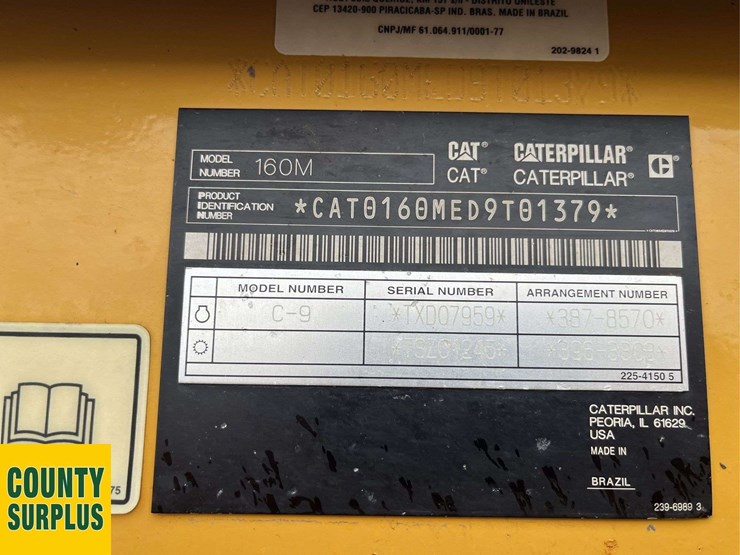 CEP 13420-900 PIRACICABA-SP IND. BRAS. MADE IN BRAZIL
CNPJ/MF 61.064.911/0001-77
202-9824 1
MODEL NUMBER 160M
CAT® CATERPILLAR®
CAT® CATERPILLAR®
PRODUCT IDENTIFICATION NUMBER *CAT0160MED9T01379*
MODEL NUMBER SERIAL NUMBER ARRANGEMENT NUMBER
C-9 *TXD07959* *387-8570*
225-4150 5
CATERPILLAR INC.
PEORIA, IL 61629
USA
MADE IN
BRAZIL
239-6989 3
75
COUNTY
SURPLUS